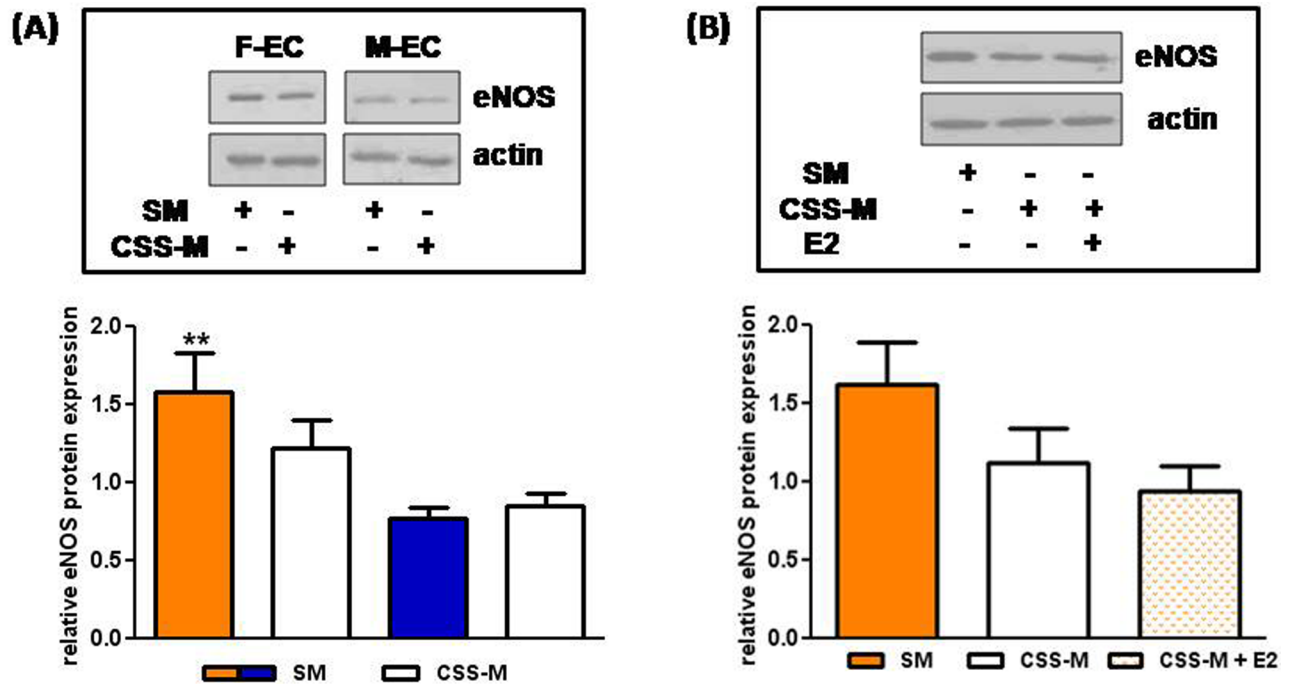 (A)
F-EC M-EC
eNOS
actin
SM + - + -
CSS-M - + - +
relative eNOS protein expression
2.0
1.5
1.0
0.5
0.0
**
SM CSS-M
(B)
eNOS
actin
SM + - -
CSS-M - + +
E2 - - +
relative eNOS protein expression
2.0
1.5
1.0
0.5
0.0
SM CSS-M CSS-M + E2